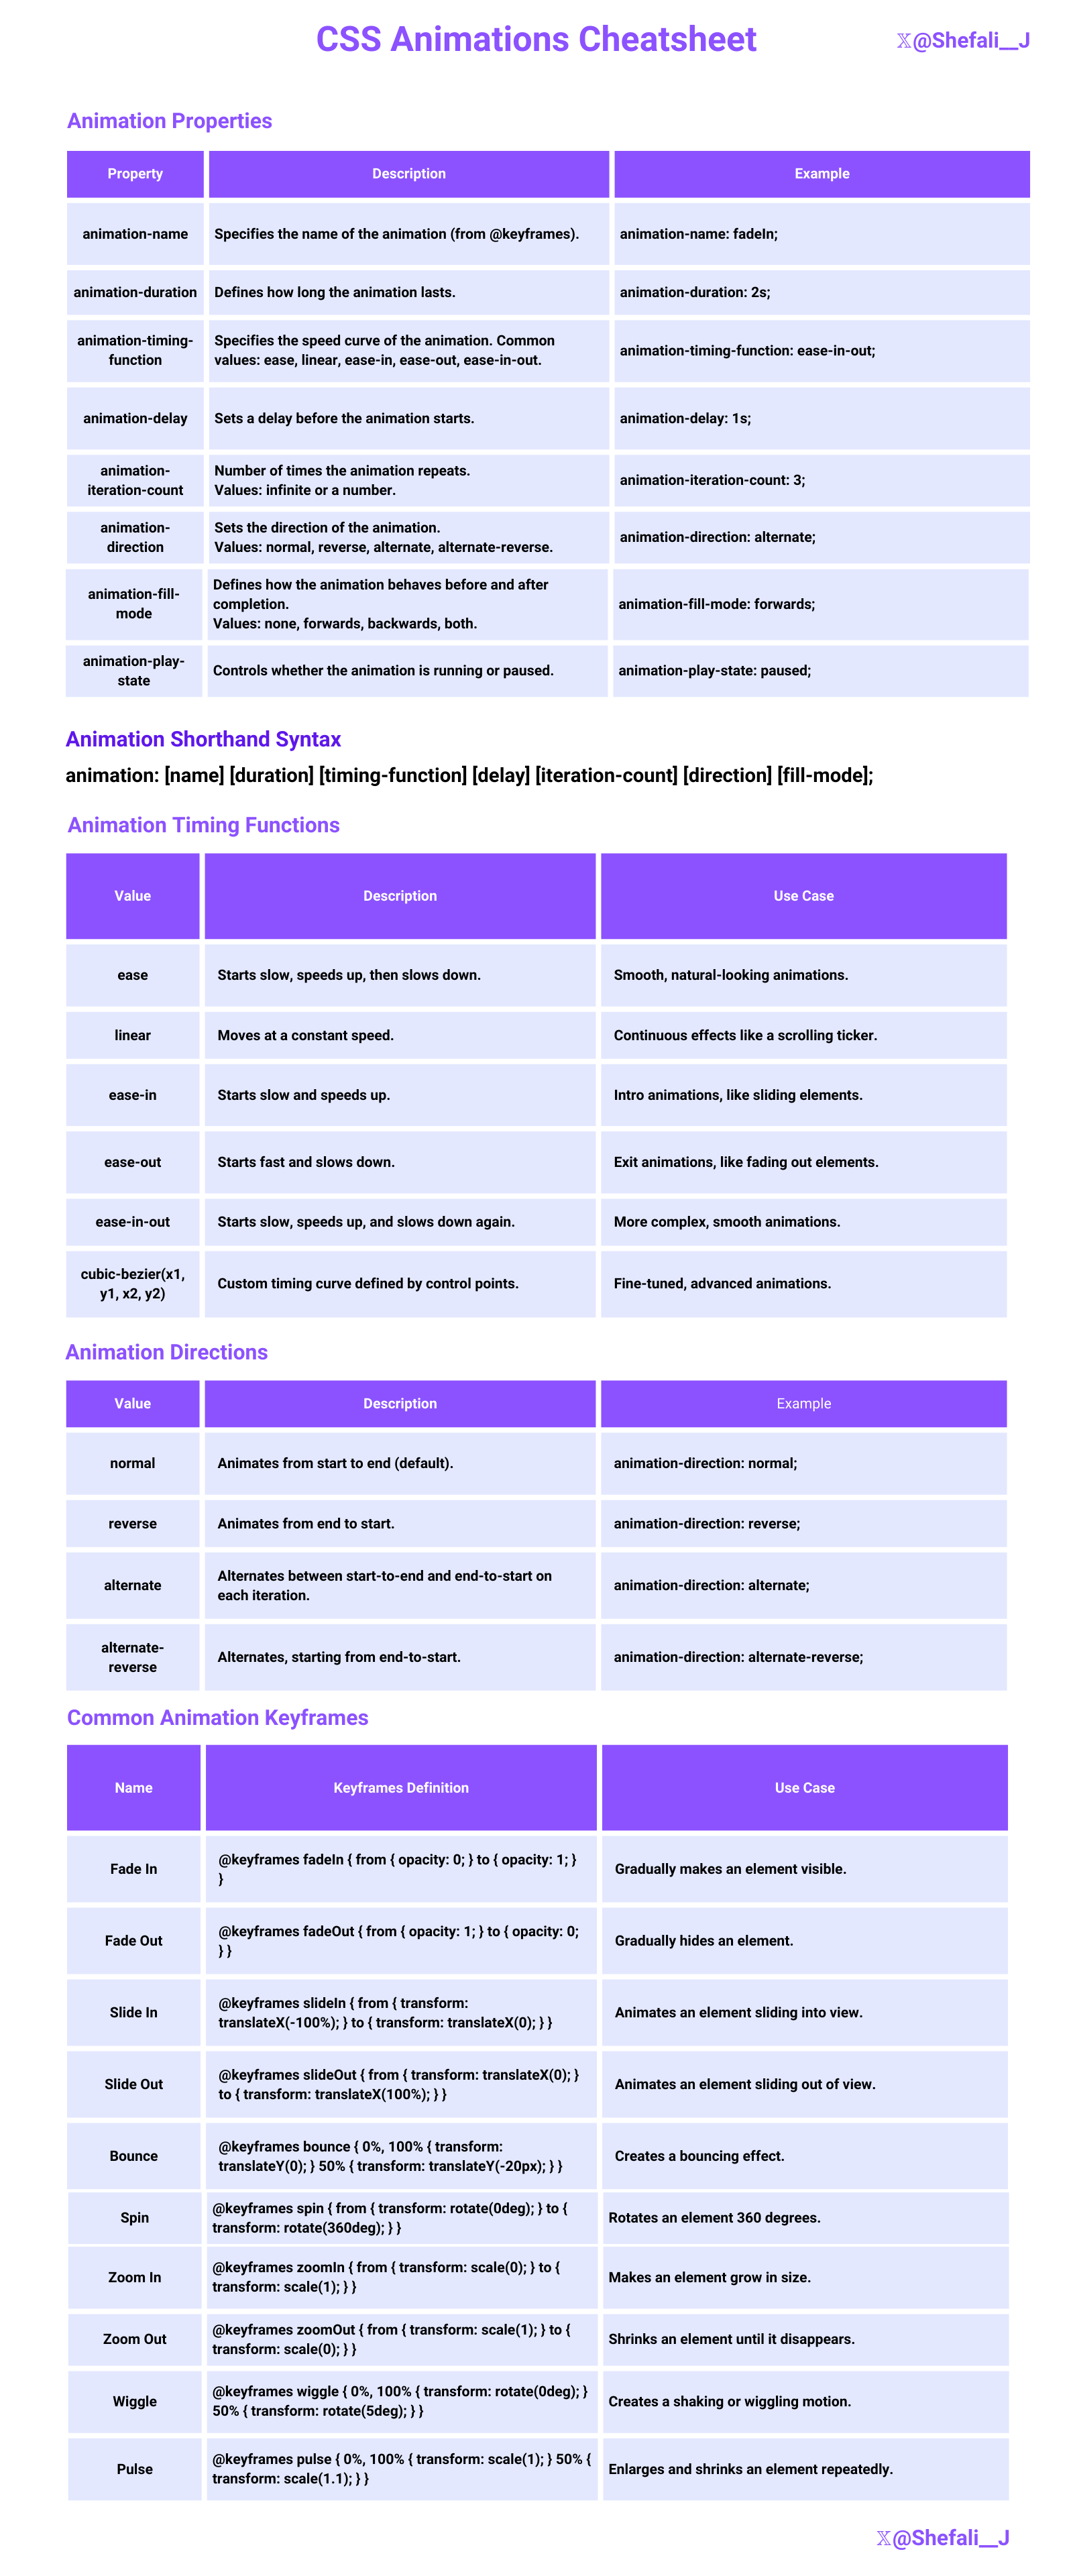 CSS Animations Cheatsheet
𝕏@Shefali__J
Animation Properties
Property
Description
Example
animation-name
Specifies the name of the animation (from @keyframes).
animation-name: fadeIn;
animation-duration
Defines how long the animation lasts.
animation-duration: 2s;
animation-timing-
function
Specifies the speed curve of the animation. Common
values: ease, linear, ease-in, ease-out, ease-in-out.
animation-timing-function: ease-in-out;
animation-delay
Sets a delay before the animation starts.
animation-delay: 1s;
animation-
iteration-count
Number of times the animation repeats.
Values: infinite or a number.
animation-iteration-count: 3;
animation-
direction
Sets the direction of the animation.
Values: normal, reverse, alternate, alternate-reverse.
animation-direction: alternate;
animation-fill-
mode
Defines how the animation behaves before and after
completion.
Values: none, forwards, backwards, both.
animation-fill-mode: forwards;
animation-play-
state
Controls whether the animation is running or paused.
animation-play-state: paused;
Animation Shorthand Syntax
animation: [name] [duration] [timing-function] [delay] [iteration-count] [direction] [fill-mode];
Animation Timing Functions
Value
Description
Use Case
ease
Starts slow, speeds up, then slows down.
Smooth, natural-looking animations.
linear
Moves at a constant speed.
Continuous effects like a scrolling ticker.
ease-in
Starts slow and speeds up.
Intro animations, like sliding elements.
ease-out
Starts fast and slows down.
Exit animations, like fading out elements.
ease-in-out
Starts slow, speeds up, and slows down again.
More complex, smooth animations.
cubic-bezier(x1,
y1, x2, y2)
Custom timing curve defined by control points.
Fine-tuned, advanced animations.
Animation Directions
Value
Description
Example
normal
Animates from start to end (default).
animation-direction: normal;
reverse
Animates from end to start.
animation-direction: reverse;
alternate
Alternates between start-to-end and end-to-start on
each iteration.
animation-direction: alternate;
alternate-
reverse
Alternates, starting from end-to-start.
animation-direction: alternate-reverse;
Common Animation Keyframes
Name
Keyframes Definition
Use Case
Fade In
@keyframes fadeIn { from { opacity: 0; } to { opacity: 1; }
}
Gradually makes an element visible.
Fade Out
@keyframes fadeOut { from { opacity: 1; } to { opacity: 0;
} }
Gradually hides an element.
Slide In
@keyframes slideIn { from { transform:
translateX(-100%); } to { transform: translateX(0); } }
Animates an element sliding into view.
Slide Out
@keyframes slideOut { from { transform: translateX(0); }
to { transform: translateX(100%); } }
Animates an element sliding out of view.
Bounce
@keyframes bounce { 0%, 100% { transform:
translateY(0); } 50% { transform: translateY(-20px); } }
Creates a bouncing effect.
Spin
@keyframes spin { from { transform: rotate(0deg); } to {
transform: rotate(360deg); } }
Rotates an element 360 degrees.
Zoom In
@keyframes zoomIn { from { transform: scale(0); } to {
transform: scale(1); } }
Makes an element grow in size.
Zoom Out
@keyframes zoomOut { from { transform: scale(1); } to {
transform: scale(0); } }
Shrinks an element until it disappears.
Wiggle
@keyframes wiggle { 0%, 100% { transform: rotate(0deg); }
50% { transform: rotate(5deg); } }
Creates a shaking or wiggling motion.
Pulse
@keyframes pulse { 0%, 100% { transform: scale(1); } 50% {
transform: scale(1.1); } }
Enlarges and shrinks an element repeatedly.
𝕏@Shefali__J